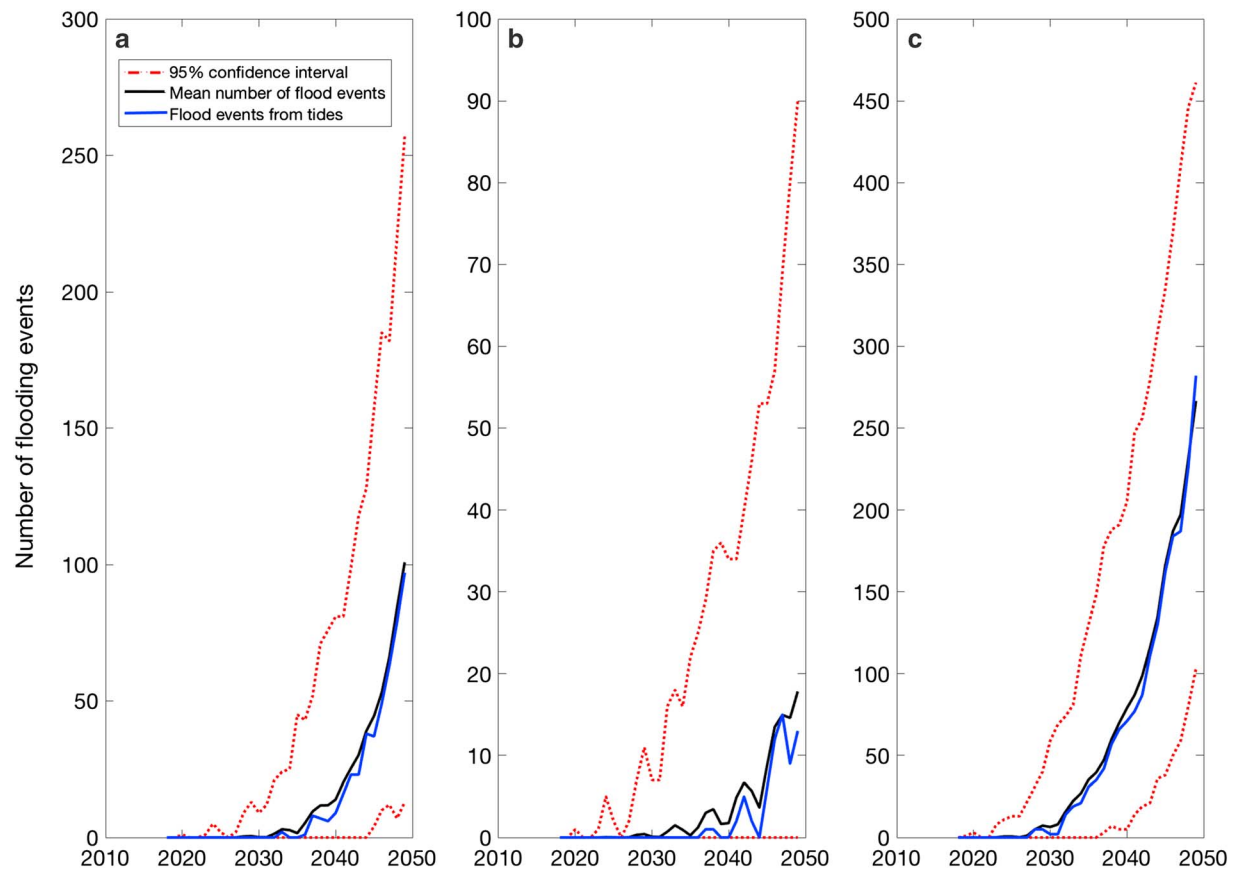 Number of flooding events
a
95% confidence interval
Mean number of flood events
Flood events from tides
300
250
200
150
100
50
0
2010 2020 2030 2040 2050
b
100
90
80
70
60
50
40
30
20
10
0
2010 2020 2030 2040 2050
c
500
450
400
350
300
250
200
150
100
50
0
2010 2020 2030 2040 2050